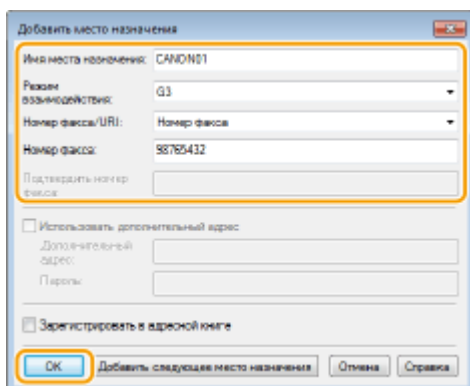 Добавить место назначения
Имя места назначения: CANON01
Режим
взаимодействия: G3
Номер факса/URI: Номер факса
Номер факса: 98765432
Подтвердить номер
факса:
Использовать дополнительный адрес
Дополнительный
адрес:
Пароль:
Зарегистрировать в адресной книге
OK Добавить следующее место назначения Отмена Справка